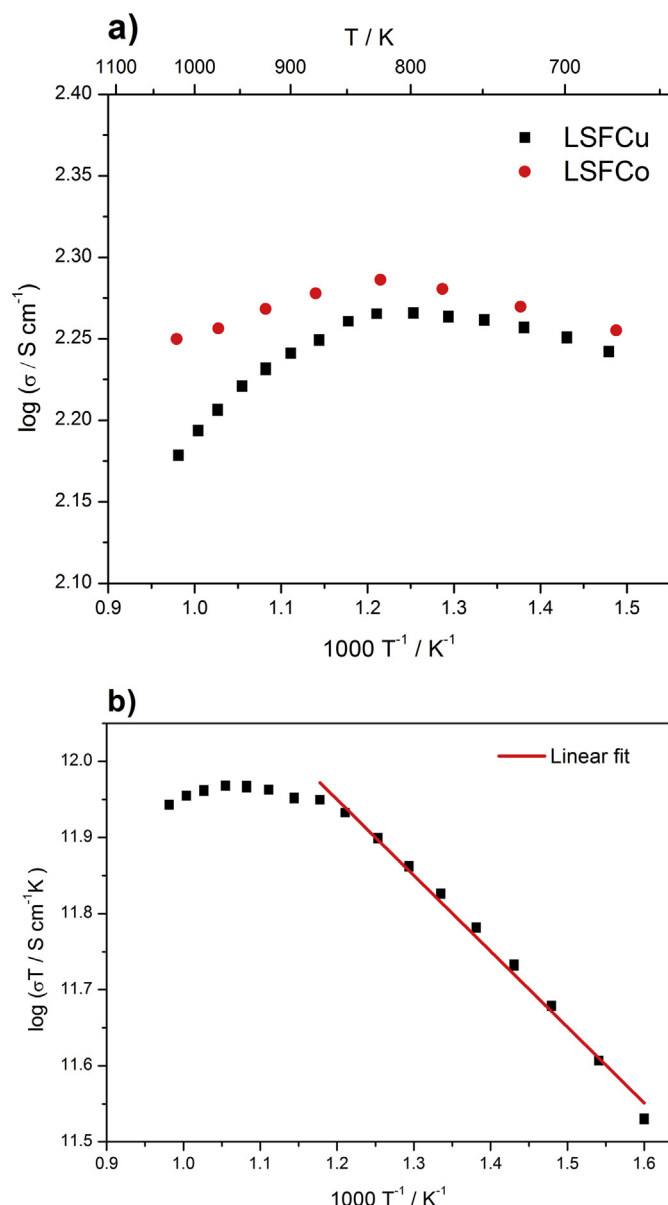 a)
T / K
1100 1000 900 800 700
2.40
2.35
2.30
2.25
2.20
2.15
2.10
log (σ / S cm⁻¹)
LSFCu
LSFCo
0.9 1.0 1.1 1.2 1.3 1.4 1.5
1000 T⁻¹ / K⁻¹
b)
12.0
11.9
11.8
11.7
11.6
11.5
log (σT / S cm⁻¹K)
Linear fit
0.9 1.0 1.1 1.2 1.3 1.4 1.5 1.6
1000 T⁻¹ / K⁻¹